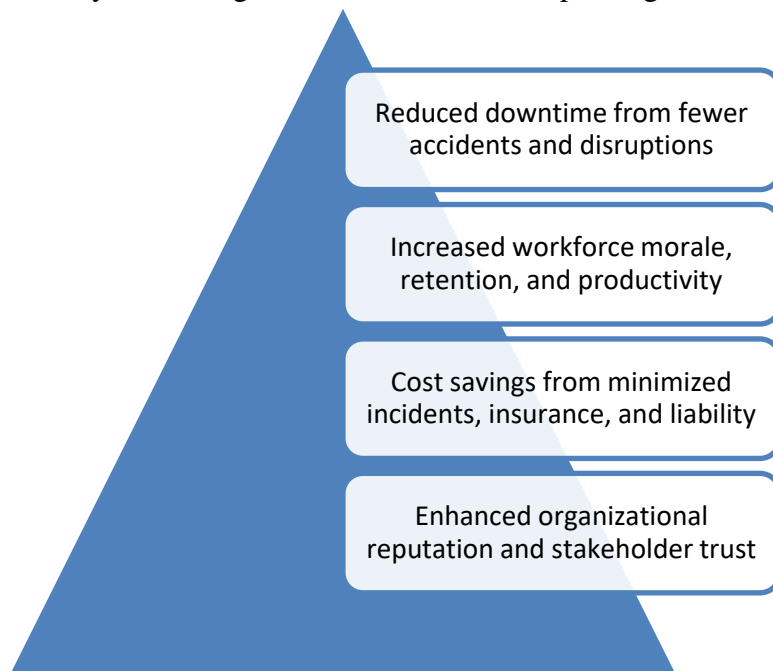 Reduced downtime from fewer
accidents and disruptions
Increased workforce morale,
retention, and productivity
Cost savings from minimized
incidents, insurance, and liability
Enhanced organizational
reputation and stakeholder trust